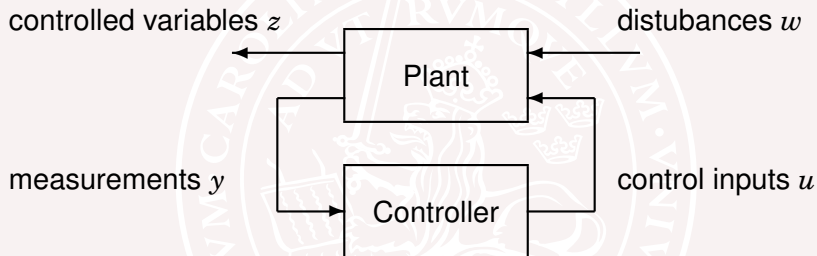 controlled variables z
distubances w
Plant
measurements y
control inputs u
Controller